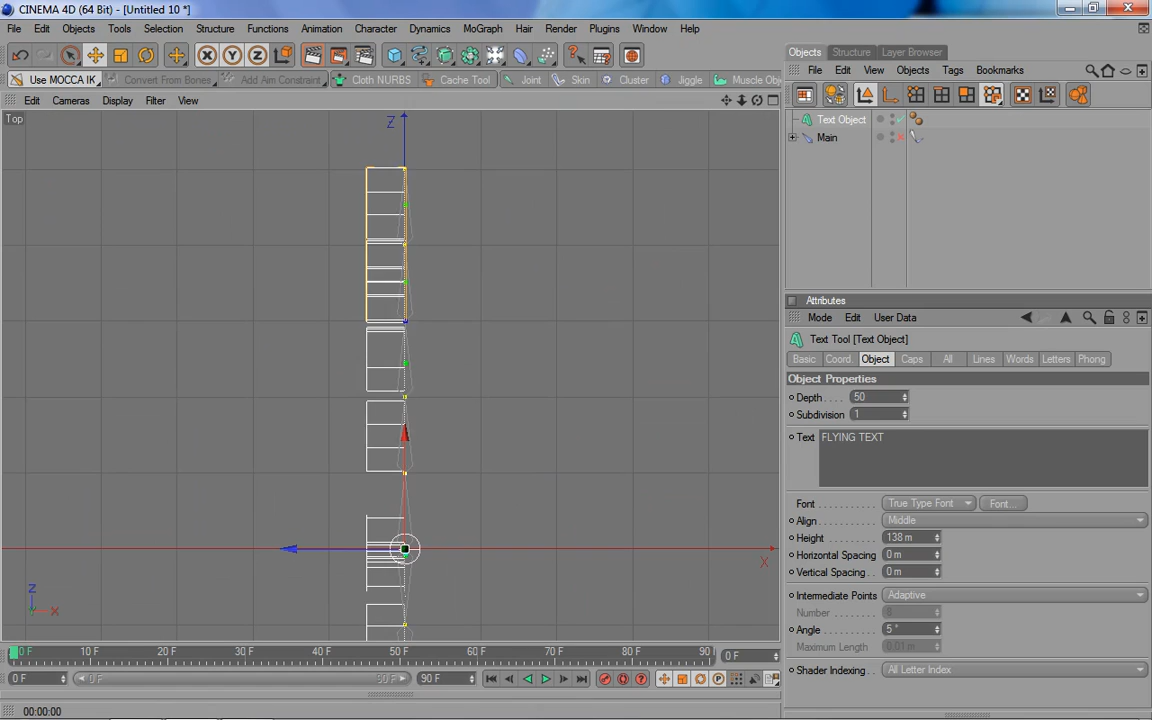 CINEMA 4D (64 Bit) - [Untitled 10 *]
File Edit Objects Tools Selection Structure Functions Animation Character Dynamics MoGraph Hair Render Plugins Window Help
Use MOCCA IK Convert From Bones Add Aim Constraint Cloth NURBS Cache Tool Joint Skin Cluster Jiggle Muscle Obj
Edit Cameras Display Filter View
Top
Z
X
Z
X
0 F 10 F 20 F 30 F 40 F 50 F 60 F 70 F 80 F 90 0 F
0 F 0 F 90 F 90 F
00:00:00
Objects Structure Layer Browser
File Edit View Objects Tags Bookmarks
Text Object
Main
Attributes
Mode Edit User Data
Text Tool [Text Object]
Basic Coord. Object Caps All Lines Words Letters Phong
Object Properties
Depth . . . . 50
Subdivision 1
Text FLYING TEXT
Font True Type Font Font...
Align Middle
Height 138 m
Horizontal Spacing 0 m
Vertical Spacing 0 m
Intermediate Points Adaptive
Number 8
Angle 5 °
Maximum Length 0.01 m
Shader Indexing All Letter Index